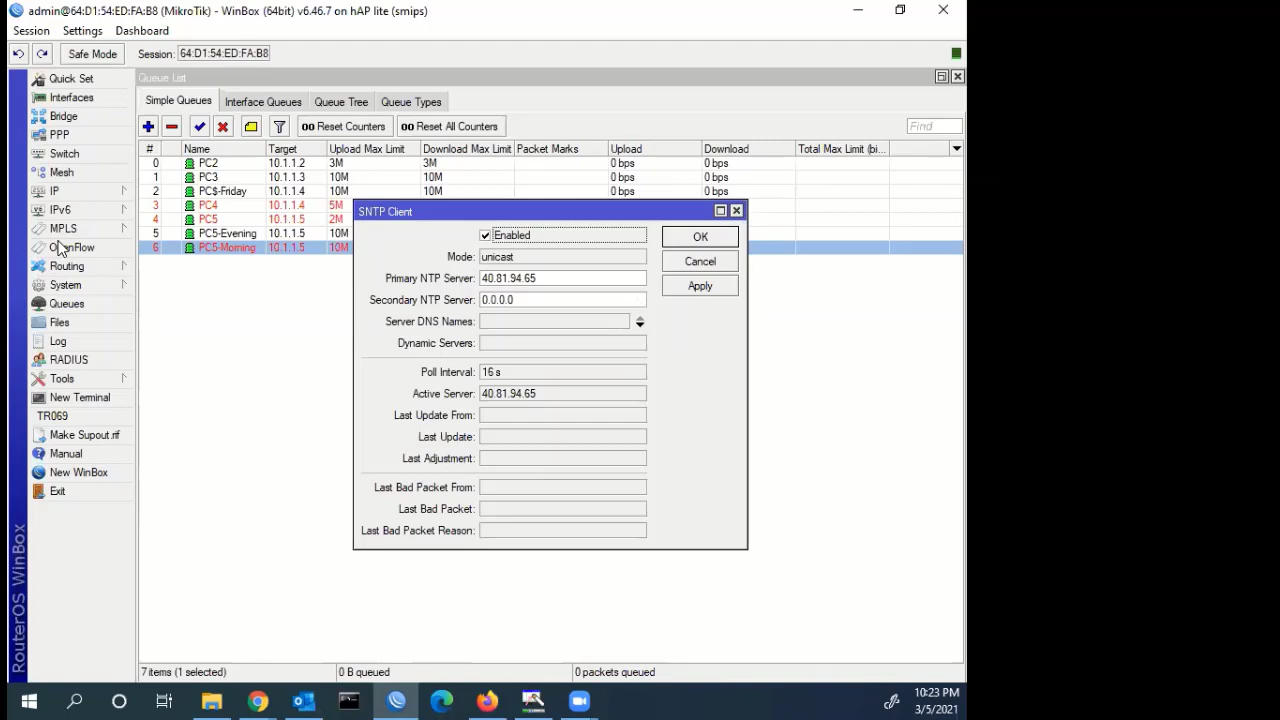 admin@64:D1:54:ED:FA:B8 (MikroTik) - WinBox (64bit) v6.46.7 on hAP lite (smips)
Session Settings Dashboard
Safe Mode Session: 64:D1:54:ED:FA:B8
Quick Set
Interfaces
Bridge
PPP
Switch
Mesh
IP
IPv6
MPLS
OpenFlow
Routing
System
Queues
Files
Log
RADIUS
Tools
New Terminal
TR069
Make Supout.rif
Manual
New WinBox
Exit
RouterOS WinBox
Queue List
Simple Queues Interface Queues Queue Tree Queue Types
00 Reset Counters 00 Reset All Counters Find
# Name Target Upload Max Limit Download Max Limit Packet Marks Upload Download Total Max Limit (bi...
0 PC2 10.1.1.2 3M 3M 0 bps 0 bps
1 PC3 10.1.1.3 10M 10M 0 bps 0 bps
2 PC$-Friday 10.1.1.4 10M 10M 0 bps 0 bps
3 PC4 10.1.1.4 5M
4 PC5 10.1.1.5 2M
5 PC5-Evening 10.1.1.5 10M
6 PC5-Morning 10.1.1.5 10M
SNTP Client
Enabled
Mode: unicast
Primary NTP Server: 40.81.94.65
Secondary NTP Server: 0.0.0.0
Server DNS Names:
Dynamic Servers:
Poll Interval: 16 s
Active Server: 40.81.94.65
Last Update From:
Last Update:
Last Adjustment:
Last Bad Packet From:
Last Bad Packet:
Last Bad Packet Reason:
OK
Cancel
Apply
7 items (1 selected) 0 B queued 0 packets queued
10:23 PM
3/5/2021